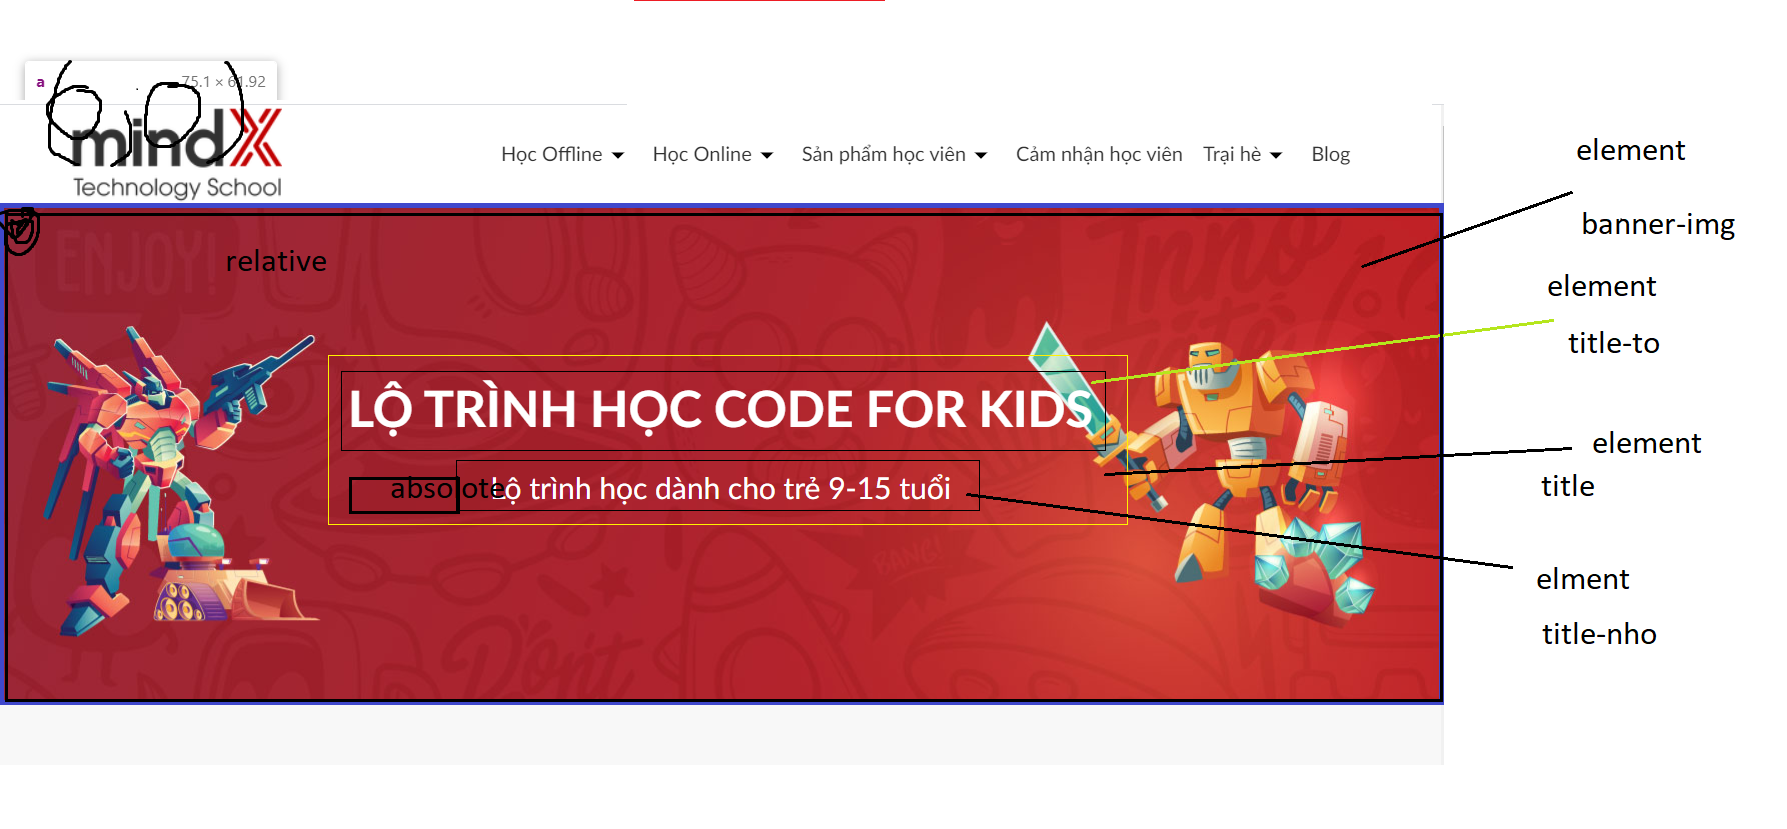 a 75.1 × 61.92
mindX
Technology School
Học Offline Học Online Sản phẩm học viên Cảm nhận học viên Trại hè Blog
element
banner-img
ENJOY!
relative
element
title-to
LỘ TRÌNH HỌC CODE FOR KIDS
element
title
absolote
Lộ trình học dành cho trẻ 9-15 tuổi
elment
title-nho
Don't